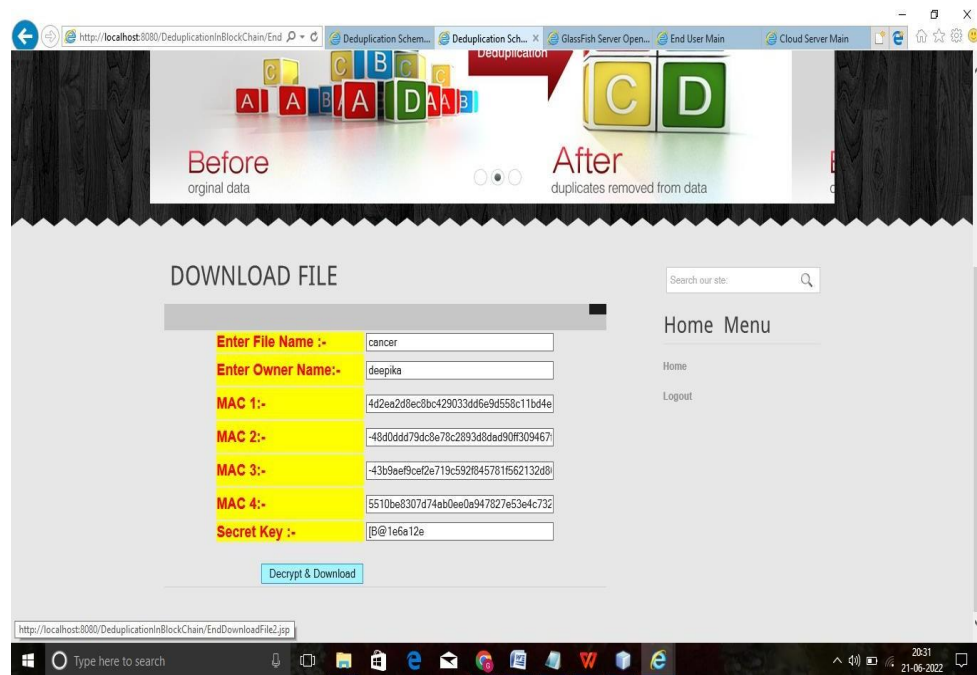 http://localhost:8080/DeduplicationInBlockChain/End
Deduplication Schem...
Deduplication Sch...
GlassFish Server Open...
End User Main
Cloud Server Main
Deduplication
C
C
B
C
A
A
B
A
D
A
A
B
C
D
Before
orginal data
After
duplicates removed from data
DOWNLOAD FILE
Search our ste:
Home Menu
Enter File Name :-
cancer
Enter Owner Name:-
deepika
Home
MAC 1:-
4d2ea2d8ec8bc429033dd6e9d558c11bd4e
Logout
MAC 2:-
-48d0ddd79dc8e78c2893d8dad90ff309467
MAC 3:-
-43b9aef9cef2e719c592f845781f562132d8
MAC 4:-
5510be8307d74ab0ee0a947827e53e4c732
Secret Key :-
[B@1e6a12e
Decrypt & Download
http://localhost:8080/DeduplicationInBlockChain/EndDownloadFile2.jsp
Type here to search
20:31
21-06-2022